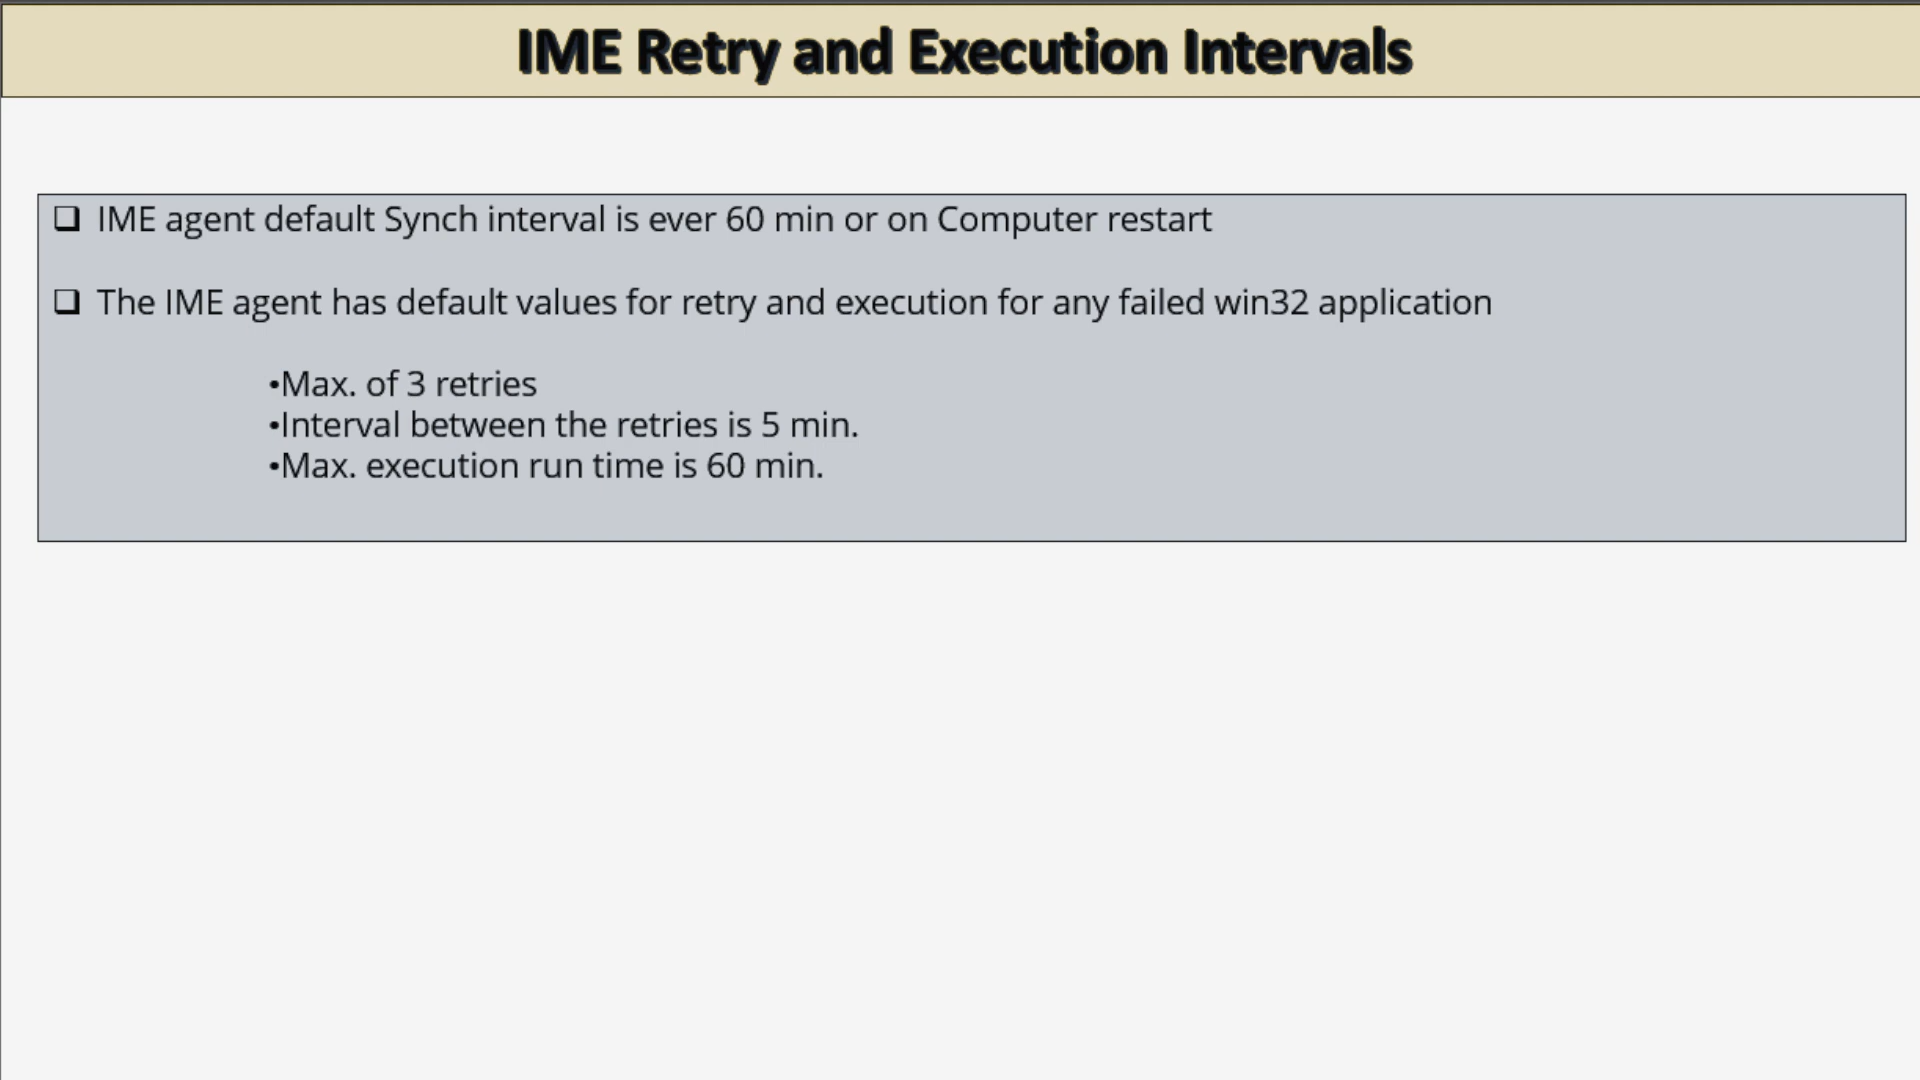 IME Retry and Execution Intervals
❑ IME agent default Synch interval is ever 60 min or on Computer restart
❑ The IME agent has default values for retry and execution for any failed win32 application
•Max. of 3 retries
•Interval between the retries is 5 min.
•Max. execution run time is 60 min.